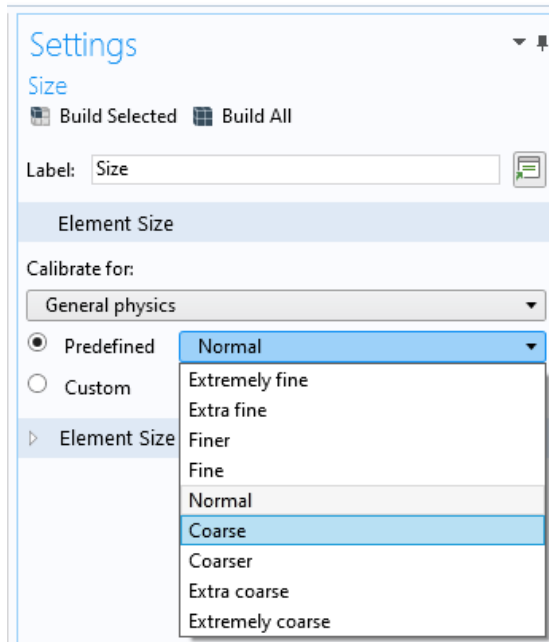 Settings
Size
Build Selected Build All
Label: Size
Element Size
Calibrate for:
General physics
Predefined Normal
Custom
Extremely fine
Extra fine
Finer
Fine
Normal
Coarse
Coarser
Extra coarse
Extremely coarse
Element Size